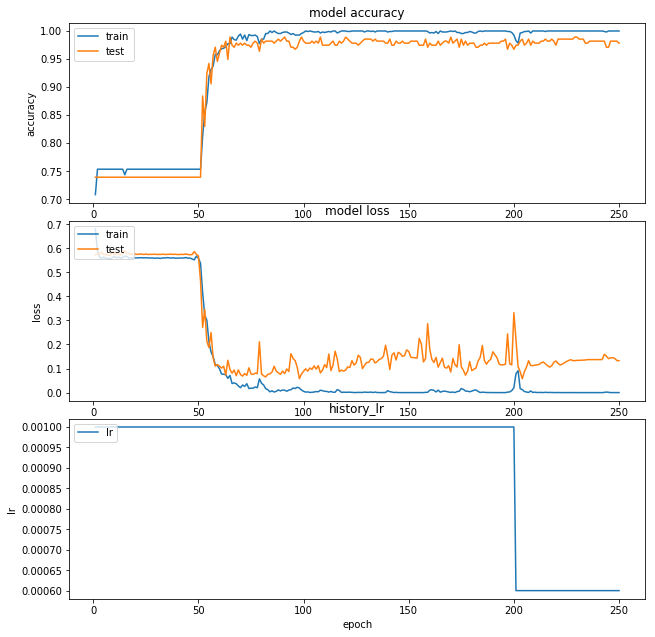 model accuracy
train
test
accuracy
1.00
0.95
0.90
0.85
0.80
0.75
0.70
0 50 100 150 200 250
model loss
train
test
loss
0.7
0.6
0.5
0.4
0.3
0.2
0.1
0.0
0 50 100 150 200 250
history_lr
lr
lr
0.00100
0.00095
0.00090
0.00085
0.00080
0.00075
0.00070
0.00065
0.00060
0 50 100 150 200 250
epoch